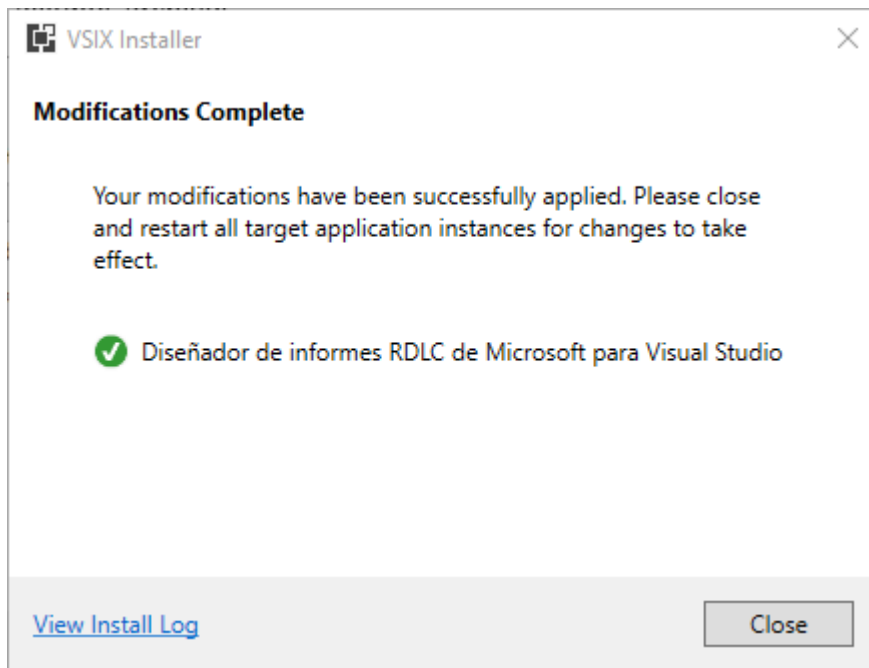 VSIX Installer
Modifications Complete
Your modifications have been successfully applied. Please close
and restart all target application instances for changes to take
effect.
Diseñador de informes RDLC de Microsoft para Visual Studio
View Install Log
Close